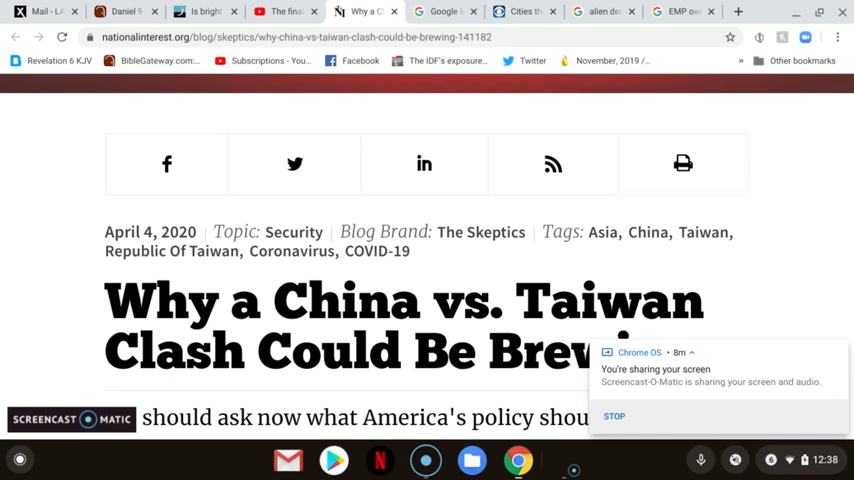 Mail - LA
Daniel 9
Is bright
The final
Why a C
Google
Cities th
alien dec
EMP ove
nationalinterest.org/blog/skeptics/why-china-vs-taiwan-clash-could-be-brewing-141182
Revelation 6 KJV
BibleGateway.com:...
Subscriptions - You...
Facebook
The IDF's exposure...
Twitter
November, 2019 /...
»
Other bookmarks
April 4, 2020 | Topic: Security | Blog Brand: The Skeptics | Tags: Asia, China, Taiwan,
Republic Of Taiwan, Coronavirus, COVID-19
Why a China vs. Taiwan
Clash Could Be Brewi
Chrome OS • 8m
You're sharing your screen
Screencast-O-Matic is sharing your screen and audio.
STOP
SCREENCAST MATIC
should ask now what America's policy shou
6
12:38